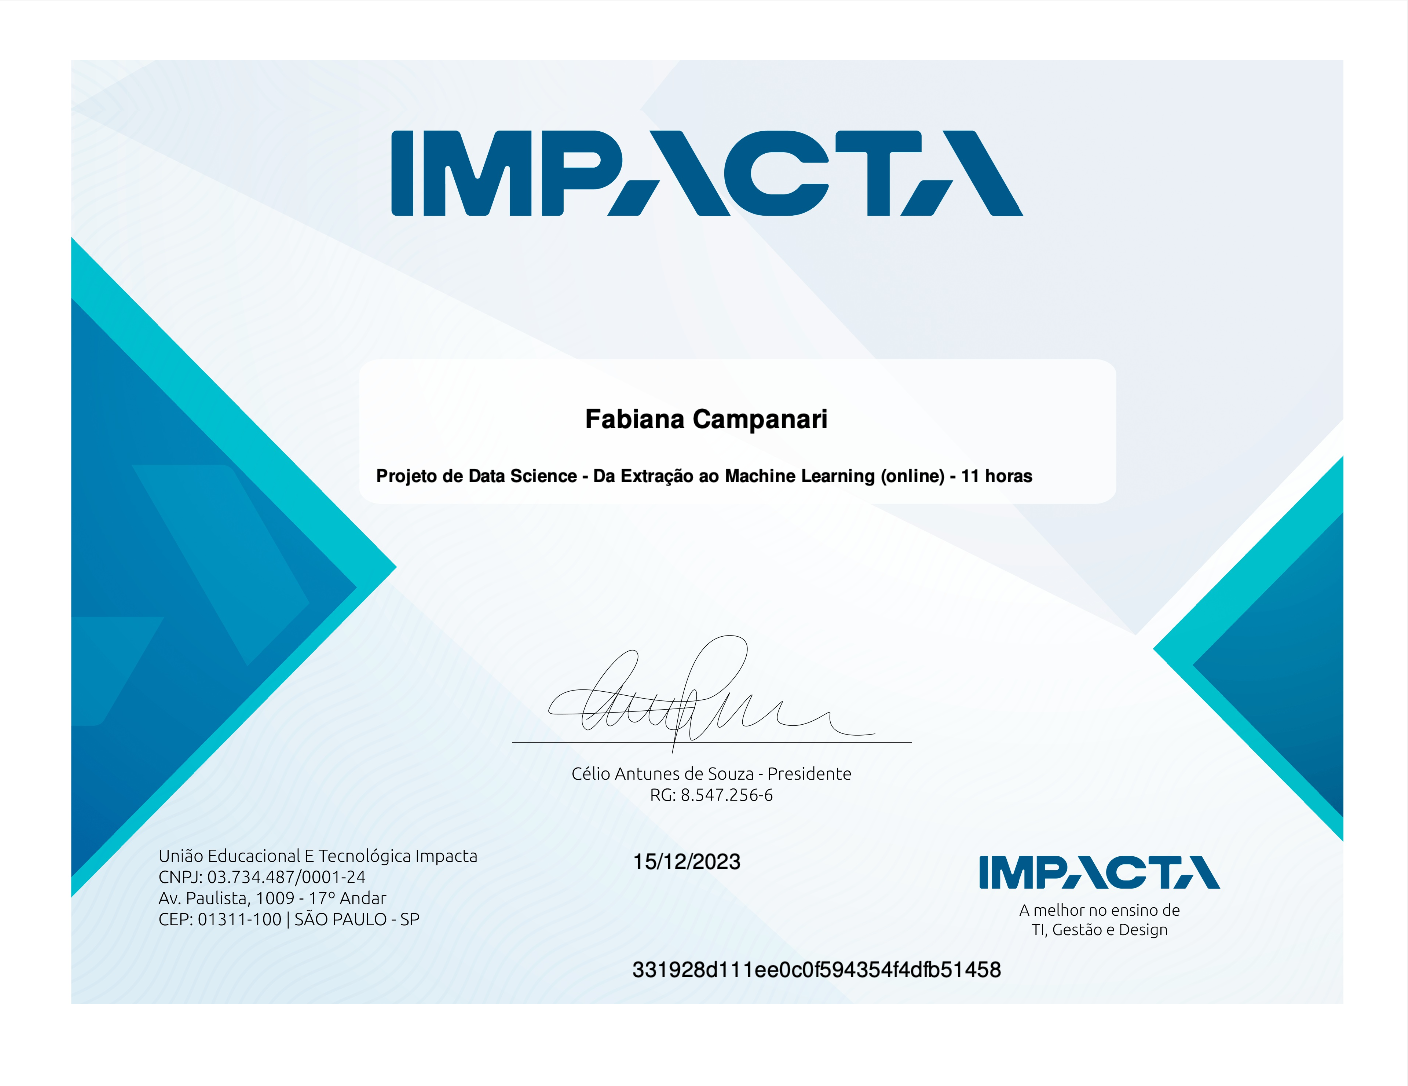 IMPACTA
Fabiana Campanari
Projeto de Data Science - Da Extração ao Machine Learning (online) - 11 horas
Célio Antunes de Souza - Presidente
RG: 8.547.256-6
União Educacional E Tecnológica Impacta
CNPJ: 03.734.487/0001-24
Av. Paulista, 1009 - 17º Andar
CEP: 01311-100 | SÃO PAULO - SP
15/12/2023
IMPACTA
A melhor no ensino de
TI, Gestão e Design
331928d111ee0c0f594354f4dfb51458